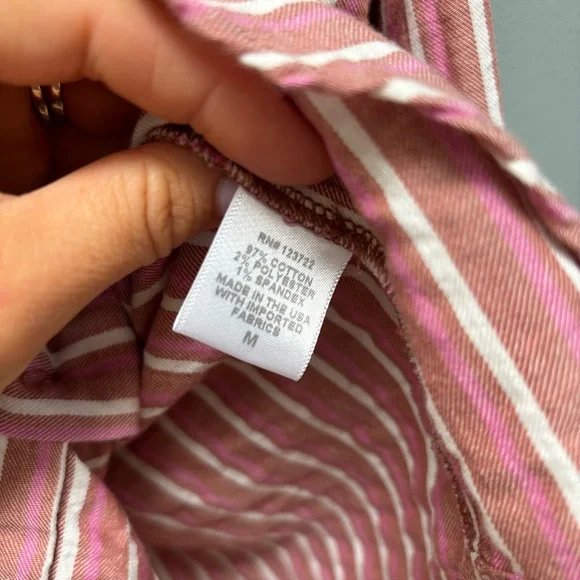 RN# 123722
97% COTTON
2% POLYESTER
1% SPANDEX
MADE IN THE USA
WITH IMPORTED
FABRICS
M